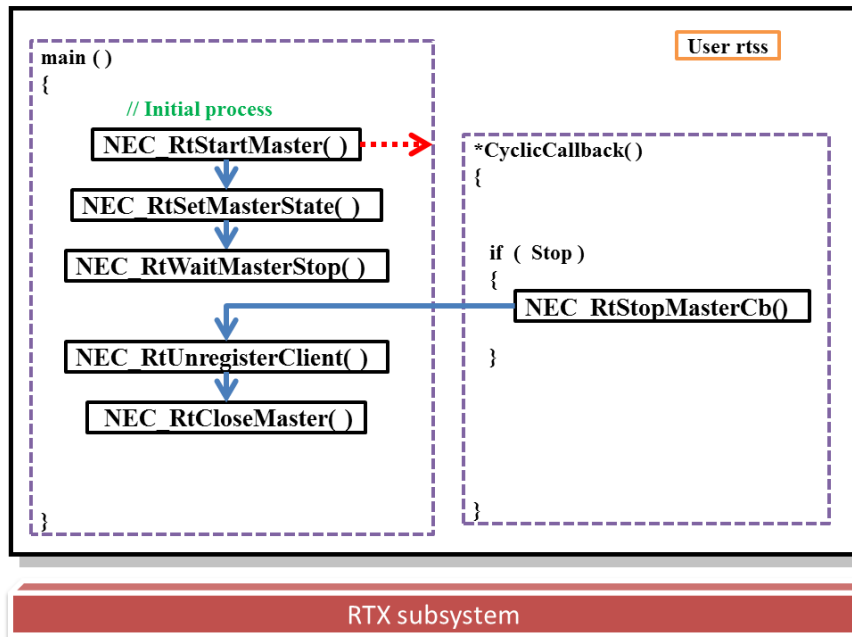 User rtss
main ( )
{
// Initial process
NEC_RtStartMaster( )
NEC_RtSetMasterState( )
NEC_RtWaitMasterStop( )
NEC_RtUnregisterClient( )
NEC_RtCloseMaster( )
}
*CyclicCallback( )
{
if ( Stop )
{
NEC_RtStopMasterCb()
}
}
RTX subsystem